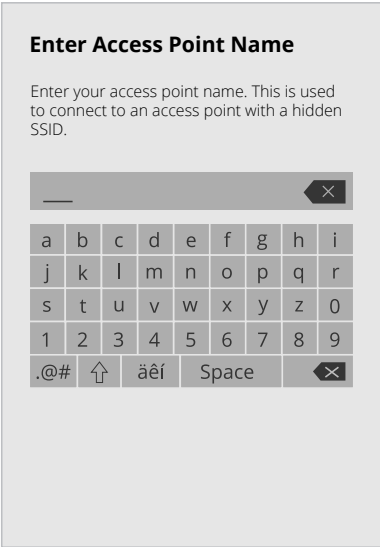 Enter Access Point Name
Enter your access point name. This is used
to connect to an access point with a hidden
SSID.
a b c d e f g h i
j k l m n o p q r
s t u v w x y z 0
1 2 3 4 5 6 7 8 9
.@# äêí Space